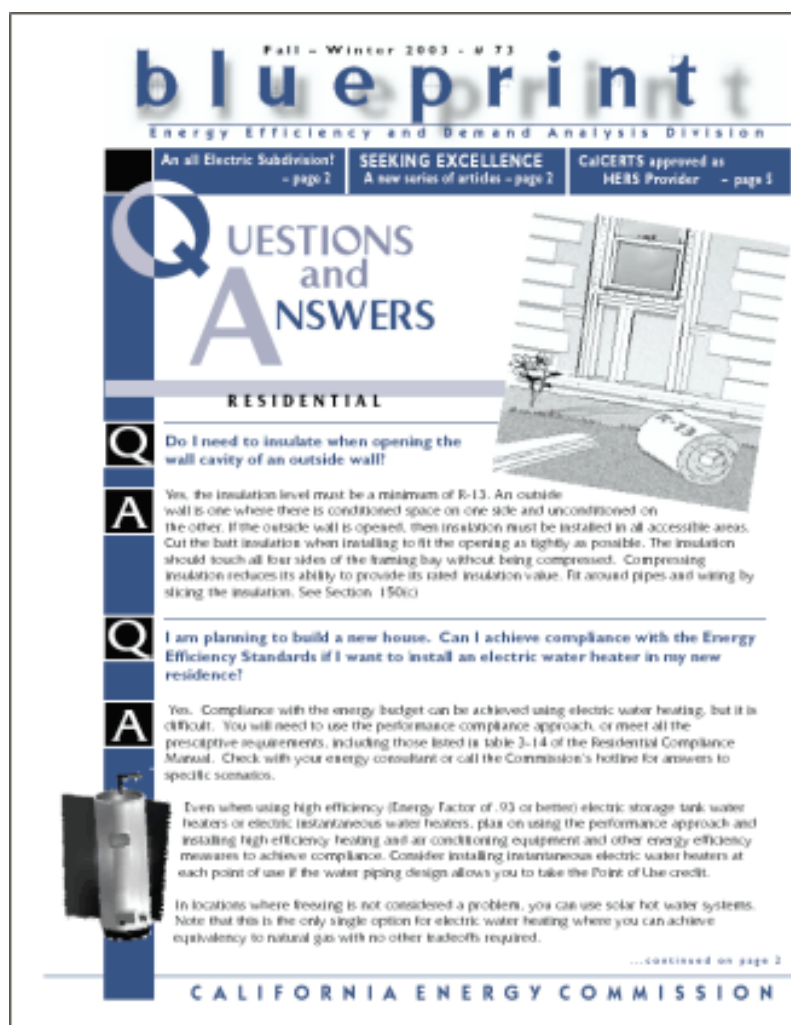 Fall – Winter 2003 - # 73
blueprint
Energy Efficiency and Demand Analysis Division
An all Electric Subdivision?
– page 2
SEEKING EXCELLENCE
A new series of articles – page 2
CalCERTS approved as
HERS Provider – page 5
QUESTIONS
and
ANSWERS
RESIDENTIAL
R-13
Q
Do I need to insulate when opening the
wall cavity of an outside wall?
A
Yes, the insulation level must be a minimum of R-13. An outside
wall is one where there is conditioned space on one side and unconditioned on
the other. If the outside wall is opened, then insulation must be installed in all accessible areas.
Cut the batt insulation when installing to fit the opening as tightly as possible. The insulation
should touch all four sides of the framing bay without being compressed. Compressing
insulation reduces its ability to provide its rated insulation value. Fit around pipes and wiring by
slicing the insulation. See Section 150(c)
Q
I am planning to build a new house. Can I achieve compliance with the Energy
Efficiency Standards if I want to install an electric water heater in my new
residence?
A
Yes. Compliance with the energy budget can be achieved using electric water heating, but it is
difficult. You will need to use the performance compliance approach, or meet all the
prescriptive requirements, including those listed in table 3-14 of the Residential Compliance
Manual. Check with your energy consultant or call the Commission's hotline for answers to
specific scenarios.
Even when using high efficiency (Energy Factor of .93 or better) electric storage tank water
heaters or electric instantaneous water heaters, plan on using the performance approach and
installing high efficiency heating and air conditioning equipment and other energy efficiency
measures to achieve compliance. Consider installing instantaneous electric water heaters at
each point of use if the water piping design allows you to take the Point of Use credit.
In locations where freezing is not considered a problem, you can use solar hot water systems.
Note that this is the only single option for electric water heating where you can achieve
equivalency to natural gas with no other tradeoffs required.
...continued on page 2
CALIFORNIA ENERGY COMMISSION